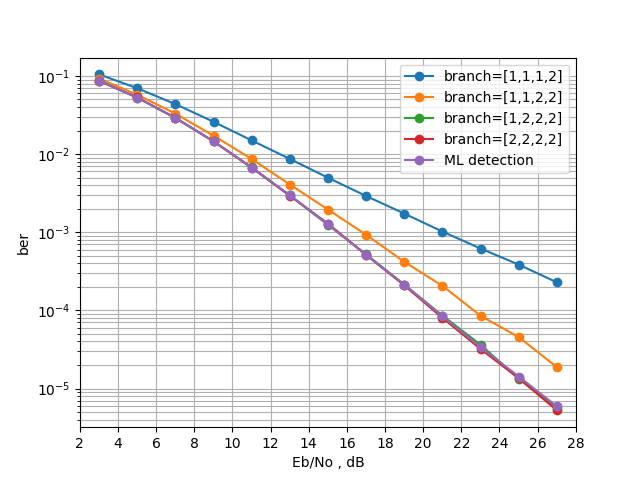 branch=[1,1,1,2]
branch=[1,1,2,2]
branch=[1,2,2,2]
branch=[2,2,2,2]
ML detection
ber
10⁻¹
10⁻²
10⁻³
10⁻⁴
10⁻⁵
2 4 6 8 10 12 14 16 18 20 22 24 26 28
Eb/No , dB